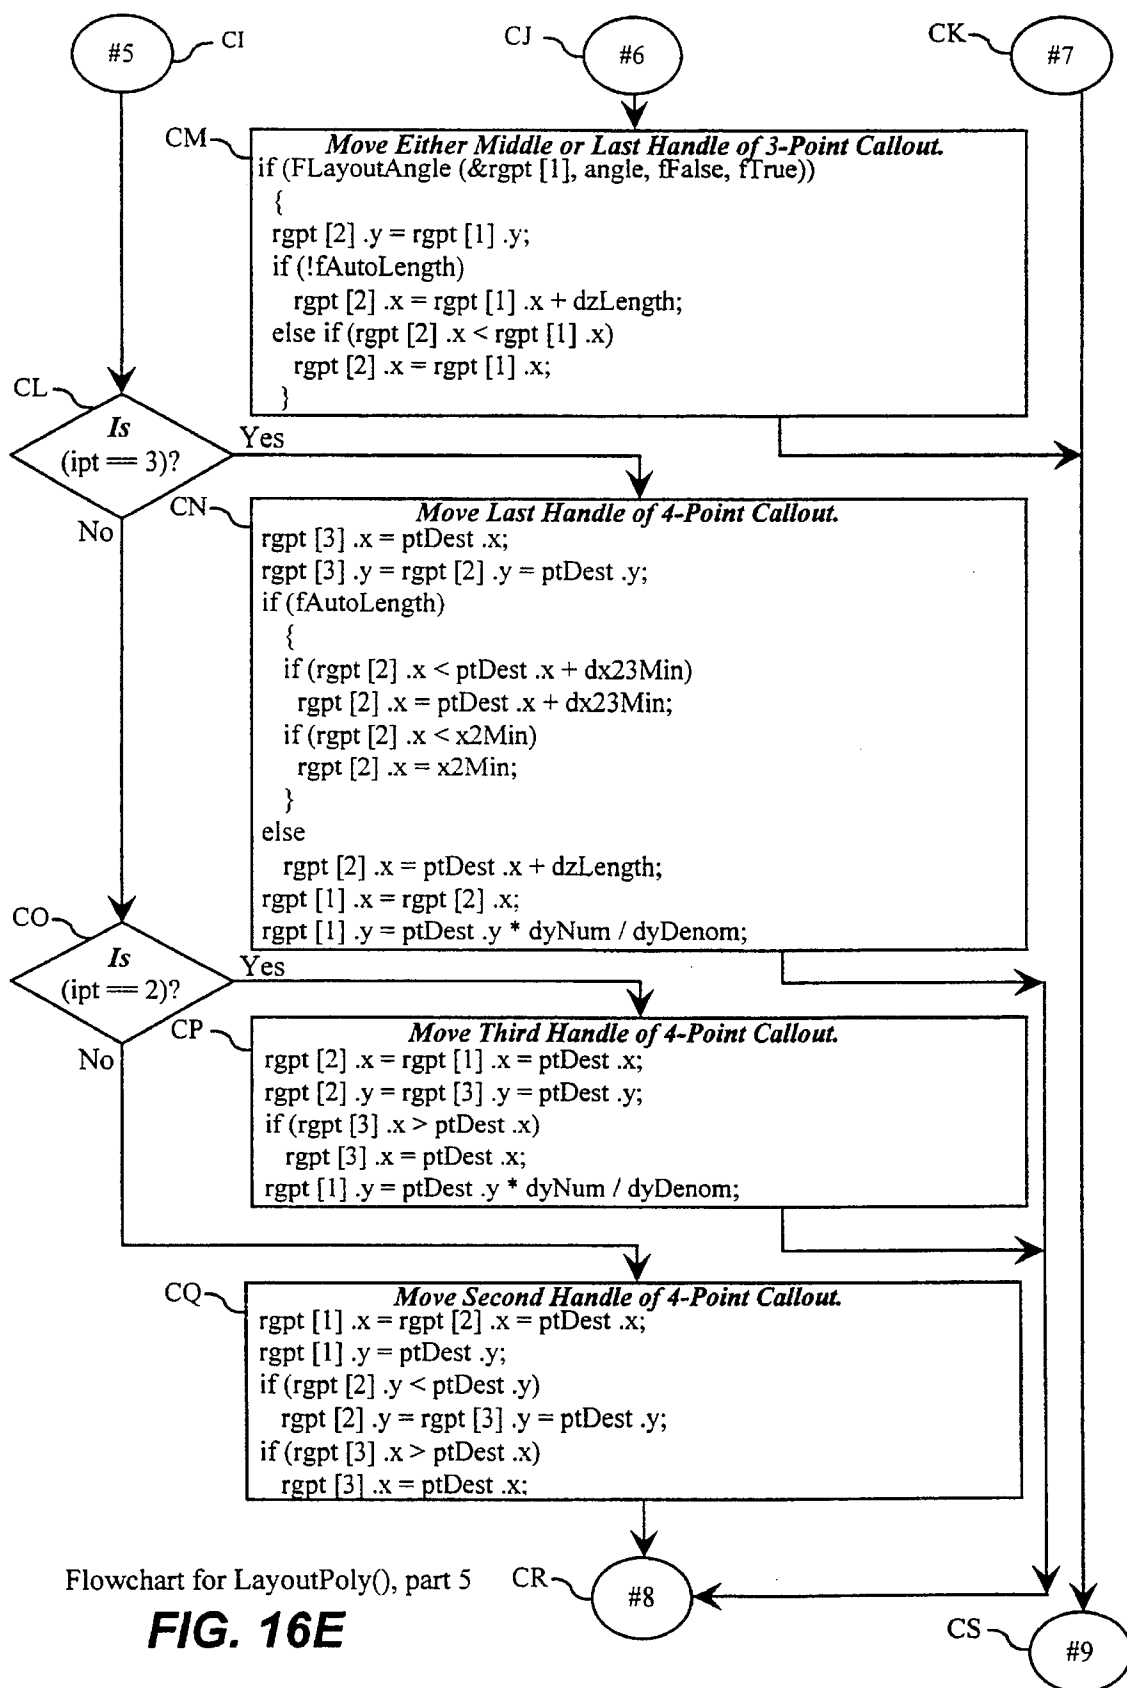 #5 CI
CJ #6
CK #7
CM
Move Either Middle or Last Handle of 3-Point Callout.
if (FLayoutAngle (&rgpt [1], angle, fFalse, fTrue))
{
rgpt [2] .y = rgpt [1] .y;
if (!fAutoLength)
rgpt [2] .x = rgpt [1] .x + dzLength;
else if (rgpt [2] .x < rgpt [1] .x)
rgpt [2] .x = rgpt [1] .x;
}
CL
Is
(ipt == 3)?
Yes
No
CN
Move Last Handle of 4-Point Callout.
rgpt [3] .x = ptDest .x;
rgpt [3] .y = rgpt [2] .y = ptDest .y;
if (fAutoLength)
{
if (rgpt [2] .x < ptDest .x + dx23Min)
rgpt [2] .x = ptDest .x + dx23Min;
if (rgpt [2] .x < x2Min)
rgpt [2] .x = x2Min;
}
else
rgpt [2] .x = ptDest .x + dzLength;
rgpt [1] .x = rgpt [2] .x;
rgpt [1] .y = ptDest .y * dyNum / dyDenom;
CO
Is
(ipt == 2)?
Yes
No
CP
Move Third Handle of 4-Point Callout.
rgpt [2] .x = rgpt [1] .x = ptDest .x;
rgpt [2] .y = rgpt [3] .y = ptDest .y;
if (rgpt [3] .x > ptDest .x)
rgpt [3] .x = ptDest .x;
rgpt [1] .y = ptDest .y * dyNum / dyDenom;
CQ
Move Second Handle of 4-Point Callout.
rgpt [1] .x = rgpt [2] .x = ptDest .x;
rgpt [1] .y = ptDest .y;
if (rgpt [2] .y < ptDest .y)
rgpt [2] .y = rgpt [3] .y = ptDest .y;
if (rgpt [3] .x > ptDest .x)
rgpt [3] .x = ptDest .x;
Flowchart for LayoutPoly(), part 5
FIG. 16E
CR #8
CS #9